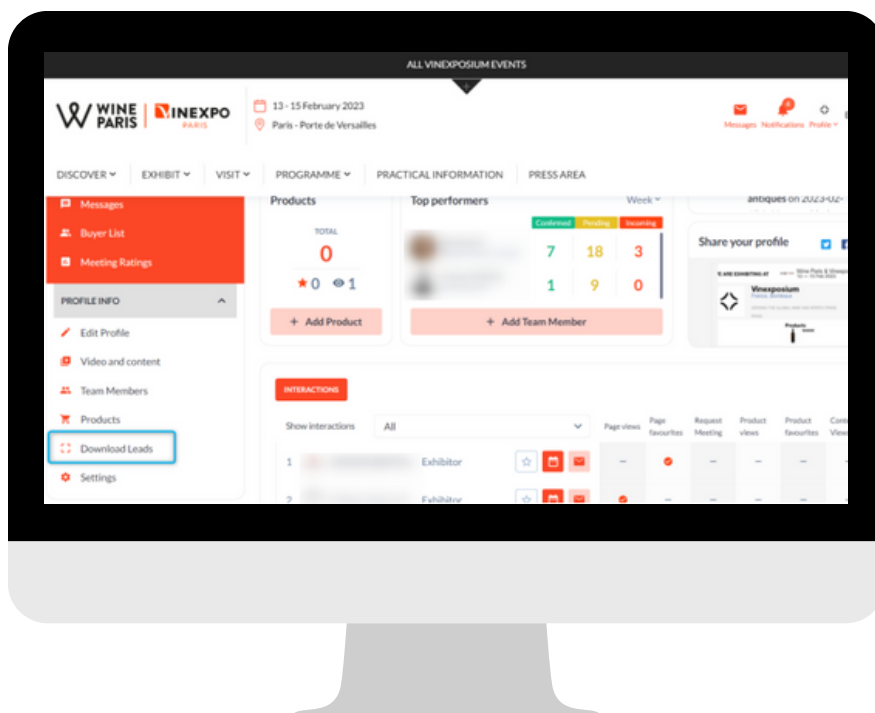 ALL VINEXPOSIUM EVENTS
WINE PARIS
VINEXPO PARIS
13 - 15 February 2023
Paris - Porte de Versailles
Messages Notifications Profile
DISCOVER EXHIBIT VISIT PROGRAMME PRACTICAL INFORMATION PRESS AREA
Messages
Buyer List
Meeting Ratings
PROFILE INFO
Edit Profile
Video and content
Team Members
Products
Download Leads
Settings
Products
TOTAL
0
0 1
+ Add Product
Top performers Week
Confirmed Pending Incoming
7 18 3
1 9 0
+ Add Team Member
antiques on 2023-02-
Share your profile
Vinexposium
France, Bordeaux
Products
INTERACTIONS
Show interactions All Page views Page favourites Request Meeting Product views Product favourites
1 Exhibitor – – – – –
2 Exhibitor – – – –